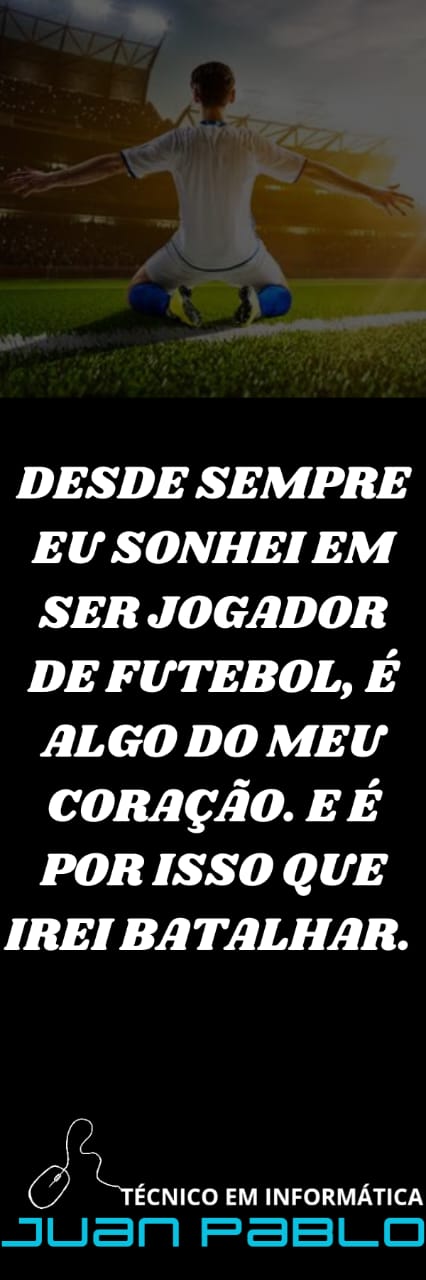 DESDE SEMPRE
EU SONHEI EM
SER JOGADOR
DE FUTEBOL, É
ALGO DO MEU
CORAÇÃO. E É
POR ISSO QUE
IREI BATALHAR.
TÉCNICO EM INFORMÁTICA
JUAN PABLO